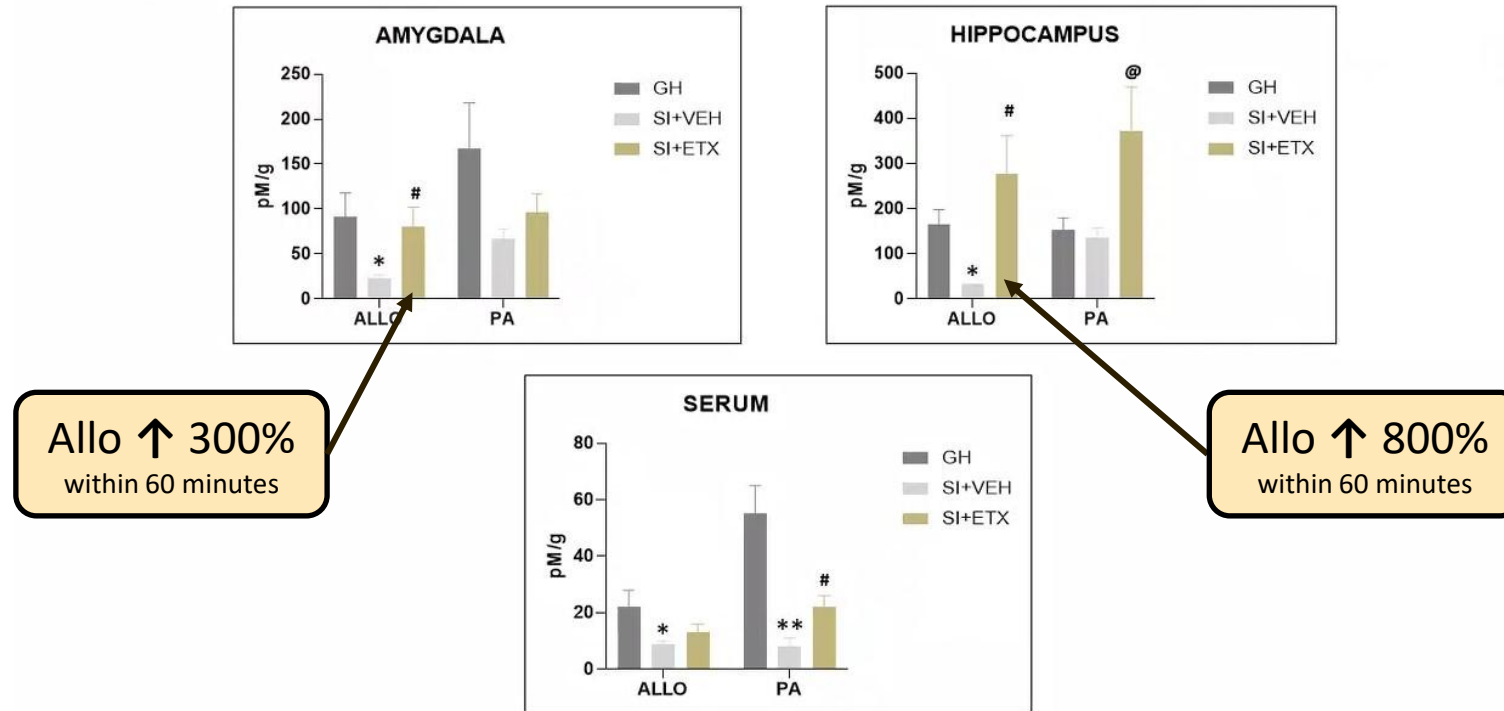 AMYGDALA
250
200
150
100
50
0
pM/g
GH
SI+VEH
SI+ETX
*
#
ALLO
PA
HIPPOCAMPUS
500
400
300
200
100
0
pM/g
GH
SI+VEH
SI+ETX
*
#
@
ALLO
PA
Allo ↑ 300%
within 60 minutes
Allo ↑ 800%
within 60 minutes
SERUM
80
60
40
20
0
pM/g
GH
SI+VEH
SI+ETX
*
**
#
ALLO
PA